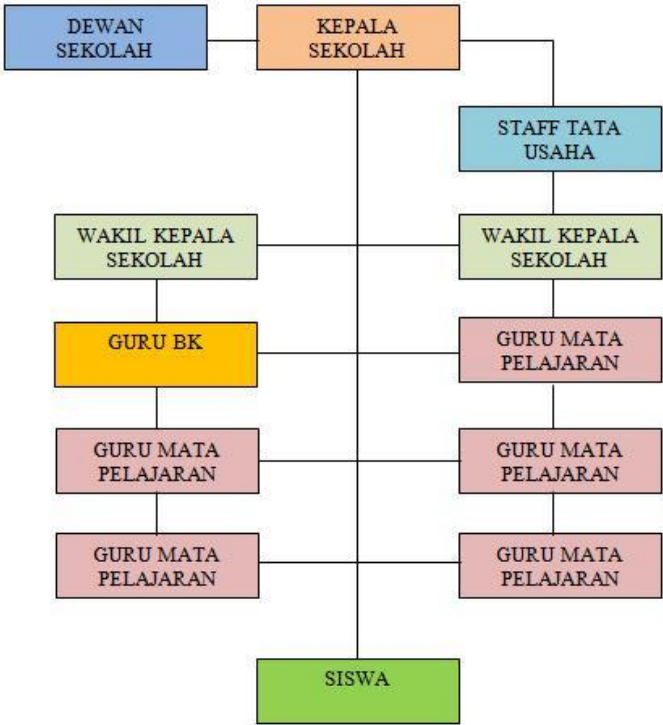 DEWAN
SEKOLAH
KEPALA
SEKOLAH
STAFF TATA
USAHA
WAKIL KEPALA
SEKOLAH
WAKIL KEPALA
SEKOLAH
GURU BK
GURU MATA
PELAJARAN
GURU MATA
PELAJARAN
GURU MATA
PELAJARAN
GURU MATA
PELAJARAN
GURU MATA
PELAJARAN
SISWA